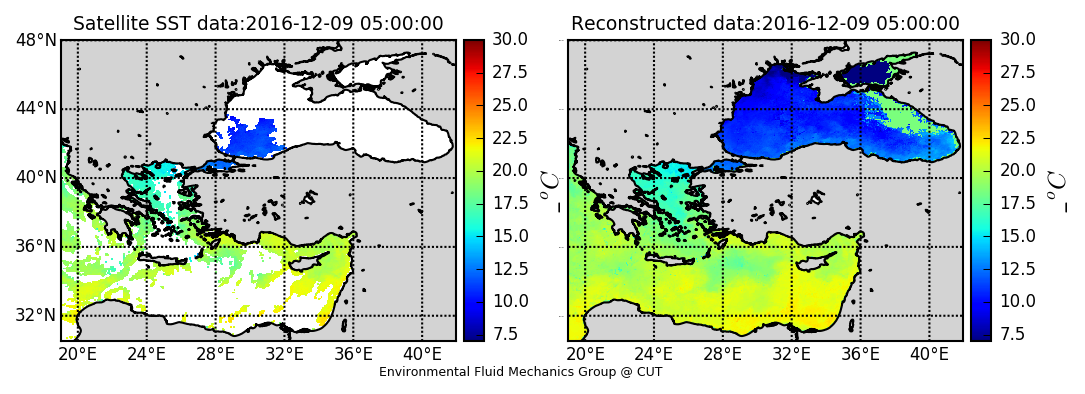 Satellite SST data:2016-12-09 05:00:00
48°N
44°N
40°N
36°N
32°N
20°E 24°E 28°E 32°E 36°E 40°E
30.0
27.5
25.0
22.5
20.0
17.5
15.0
12.5
10.0
7.5
_ °C
Reconstructed data:2016-12-09 05:00:00
20°E 24°E 28°E 32°E 36°E 40°E
30.0
27.5
25.0
22.5
20.0
17.5
15.0
12.5
10.0
7.5
_ °C
Environmental Fluid Mechanics Group @ CUT